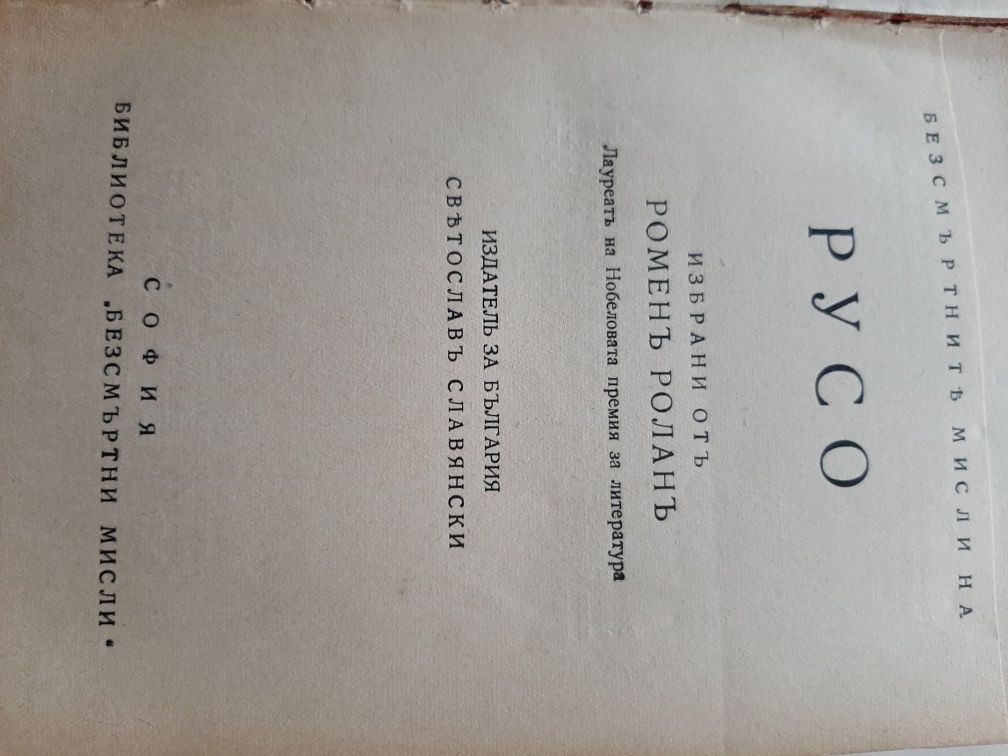 БЕЗСМЪРТНИТѢ МИСЛИ НА
РУСО
ИЗБРАНИ ОТЪ
РОМЕНЪ РОЛАНЪ
Лауреатъ на Нобеловата премия за литература
ИЗДАТЕЛЬ ЗА БЪЛГАРИЯ
СВѢТОСЛАВЪ СЛАВЯНСКИ
СОФИЯ
БИБЛИОТЕКА „БЕЗСМЪРТНИ МИСЛИ“